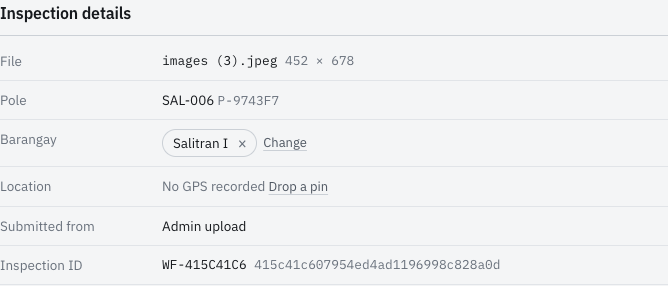 Inspection details
File images (3).jpeg 452 × 678
Pole SAL-006 P-9743F7
Barangay Salitran I × Change
Location No GPS recorded Drop a pin
Submitted from Admin upload
Inspection ID WF-415C41C6 415c41c607954ed4ad1196998c828a0d